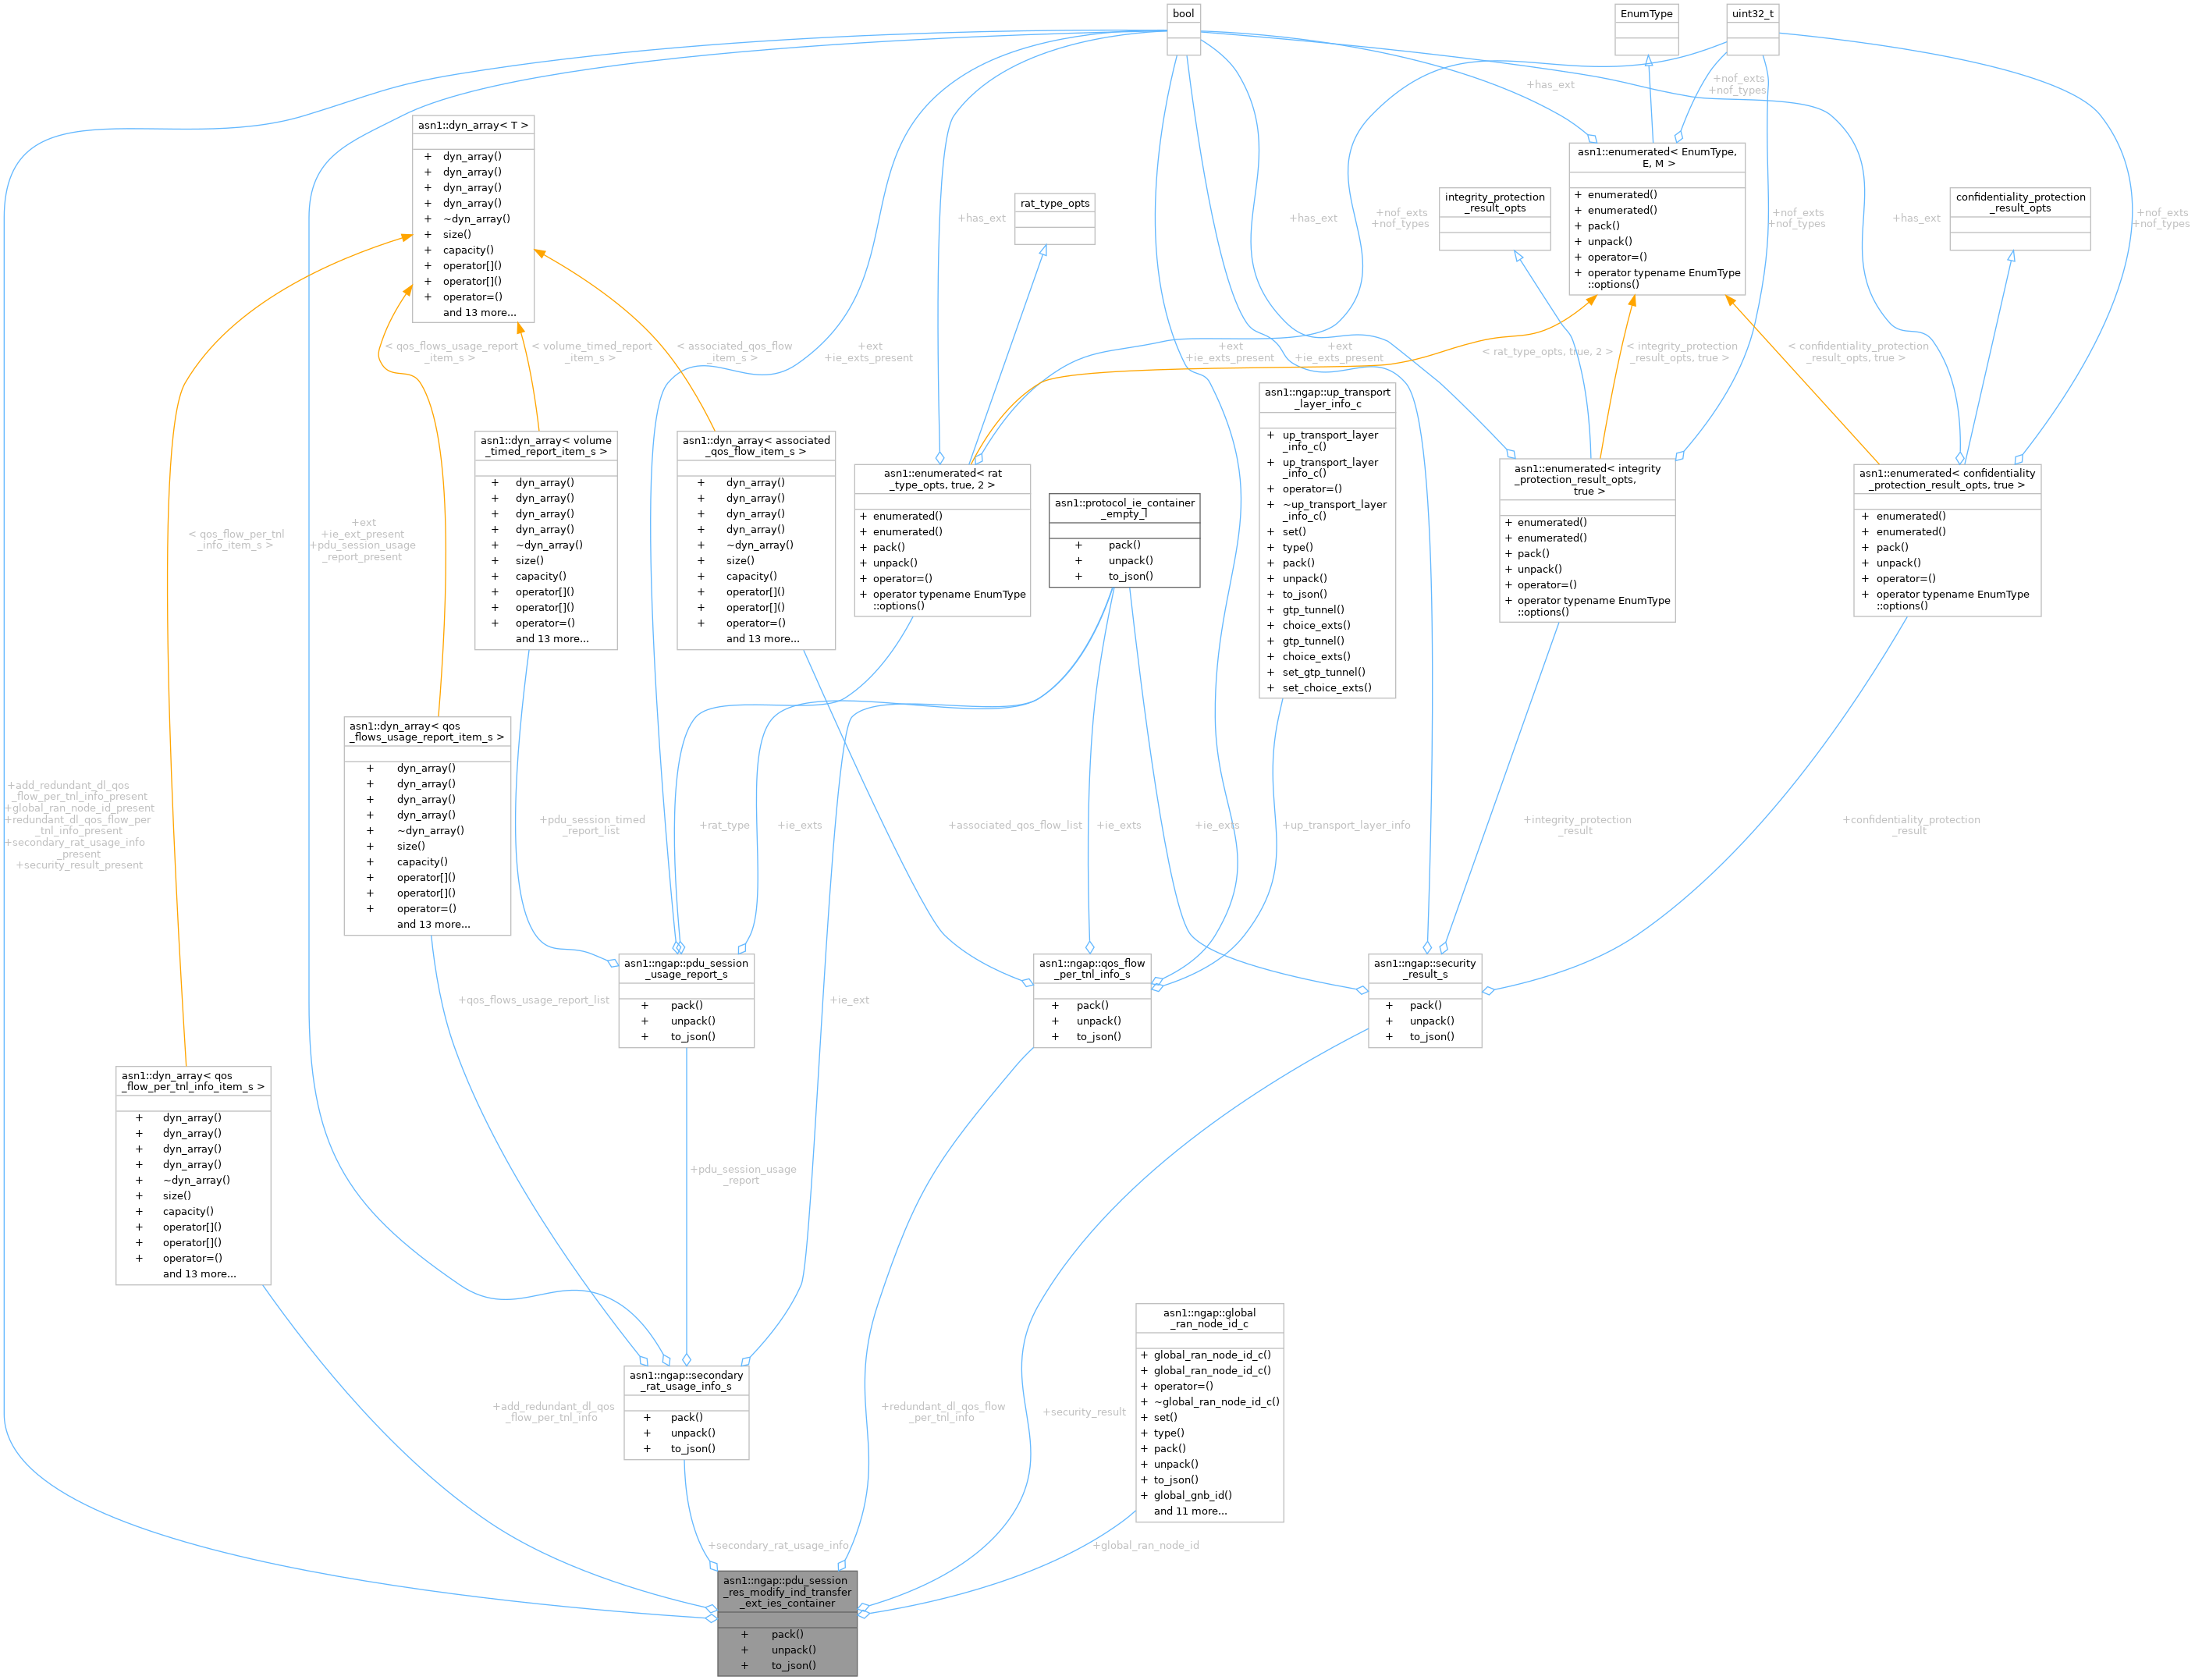 bool
EnumType
uint32_t
+has_ext
+nof_exts
+nof_types
asn1::dyn_array< T >
+ dyn_array()
+ dyn_array()
+ dyn_array()
+ dyn_array()
+ ~dyn_array()
+ size()
+ capacity()
+ operator[]()
+ operator[]()
+ operator=()
and 13 more...
asn1::enumerated< EnumType,
E, M >
+ enumerated()
+ enumerated()
+ pack()
+ unpack()
+ operator=()
+ operator typename EnumType
::options()
rat_type_opts
integrity_protection
_result_opts
confidentiality_protection
_result_opts
+has_ext
+has_ext
+nof_exts
+nof_types
+nof_exts
+nof_types
+has_ext
+nof_exts
+nof_types
< qos_flows_usage_report
_item_s >
< volume_timed_report
_item_s >
< associated_qos_flow
_item_s >
+ext
+ie_exts_present
+ext
+ie_exts_present
+ext
+ie_exts_present
< rat_type_opts, true, 2 >
< integrity_protection
_result_opts, true >
< confidentiality_protection
_result_opts, true >
asn1::ngap::up_transport
_layer_info_c
+ up_transport_layer
_info_c()
+ up_transport_layer
_info_c()
+ operator=()
+ ~up_transport_layer
_info_c()
+ set()
+ type()
+ pack()
+ unpack()
+ to_json()
+ gtp_tunnel()
+ choice_exts()
+ gtp_tunnel()
+ choice_exts()
+ set_gtp_tunnel()
+ set_choice_exts()
asn1::dyn_array< volume
_timed_report_item_s >
+ dyn_array()
+ dyn_array()
+ dyn_array()
+ dyn_array()
+ ~dyn_array()
+ size()
+ capacity()
+ operator[]()
+ operator[]()
+ operator=()
and 13 more...
asn1::dyn_array< associated
_qos_flow_item_s >
+ dyn_array()
+ dyn_array()
+ dyn_array()
+ dyn_array()
+ ~dyn_array()
+ size()
+ capacity()
+ operator[]()
+ operator[]()
+ operator=()
and 13 more...
asn1::enumerated< rat
_type_opts, true, 2 >
+ enumerated()
+ enumerated()
+ pack()
+ unpack()
+ operator=()
+ operator typename EnumType
::options()
asn1::protocol_ie_container
_empty_l
+ pack()
+ unpack()
+ to_json()
asn1::enumerated< integrity
_protection_result_opts,
true >
+ enumerated()
+ enumerated()
+ pack()
+ unpack()
+ operator=()
+ operator typename EnumType
::options()
asn1::enumerated< confidentiality
_protection_result_opts, true >
+ enumerated()
+ enumerated()
+ pack()
+ unpack()
+ operator=()
+ operator typename EnumType
::options()
< qos_flow_per_tnl
_info_item_s >
+ext
+ie_ext_present
+pdu_session_usage
_report_present
asn1::dyn_array< qos
_flows_usage_report_item_s >
+ dyn_array()
+ dyn_array()
+ dyn_array()
+ dyn_array()
+ ~dyn_array()
+ size()
+ capacity()
+ operator[]()
+ operator[]()
+ operator=()
and 13 more...
+add_redundant_dl_qos
_flow_per_tnl_info_present
+global_ran_node_id_present
+redundant_dl_qos_flow_per
_tnl_info_present
+secondary_rat_usage_info
_present
+security_result_present
+pdu_session_timed
_report_list
+rat_type
+ie_exts
+associated_qos_flow_list
+ie_exts
+ie_exts
+up_transport_layer_info
+integrity_protection
_result
+confidentiality_protection
_result
asn1::ngap::pdu_session
_usage_report_s
+ pack()
+ unpack()
+ to_json()
asn1::ngap::qos_flow
_per_tnl_info_s
+ pack()
+ unpack()
+ to_json()
asn1::ngap::security
_result_s
+ pack()
+ unpack()
+ to_json()
+qos_flows_usage_report_list
+ie_ext
asn1::dyn_array< qos
_flow_per_tnl_info_item_s >
+ dyn_array()
+ dyn_array()
+ dyn_array()
+ dyn_array()
+ ~dyn_array()
+ size()
+ capacity()
+ operator[]()
+ operator[]()
+ operator=()
and 13 more...
+pdu_session_usage
_report
asn1::ngap::global
_ran_node_id_c
+ global_ran_node_id_c()
+ global_ran_node_id_c()
+ operator=()
+ ~global_ran_node_id_c()
+ set()
+ type()
+ pack()
+ unpack()
+ to_json()
+ global_gnb_id()
and 11 more...
asn1::ngap::secondary
_rat_usage_info_s
+ pack()
+ unpack()
+ to_json()
+add_redundant_dl_qos
_flow_per_tnl_info
+redundant_dl_qos_flow
_per_tnl_info
+security_result
+secondary_rat_usage_info
+global_ran_node_id
asn1::ngap::pdu_session
_res_modify_ind_transfer
_ext_ies_container
+ pack()
+ unpack()
+ to_json()